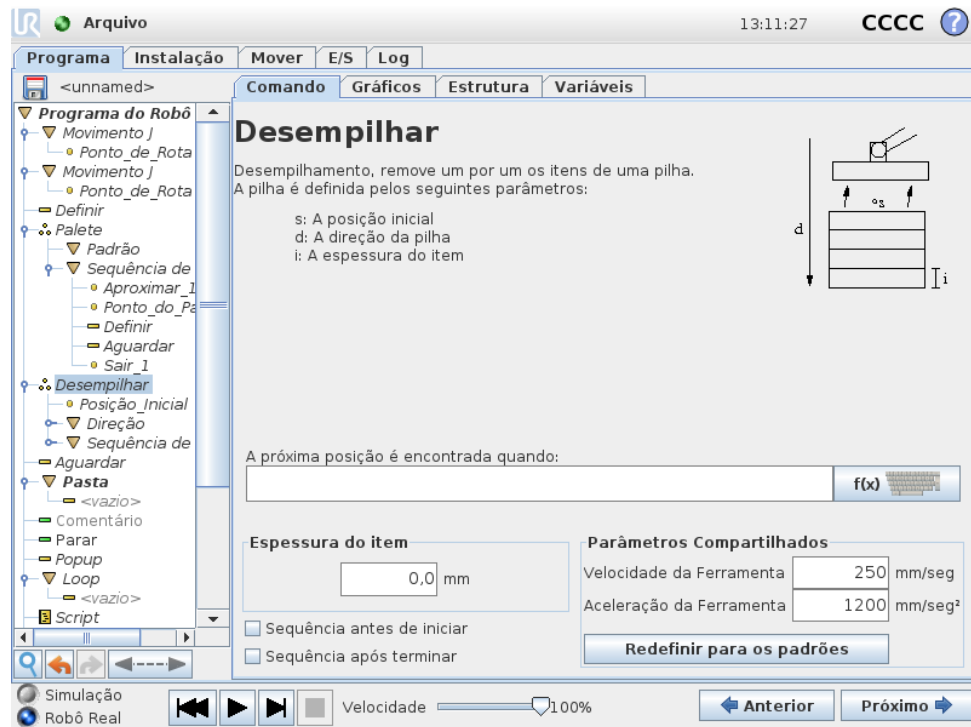 Arquivo
13:11:27
CCCC
?
Programa
Instalação
Mover
E/S
Log
<unnamed>
Comando
Gráficos
Estrutura
Variáveis
Programa do Robô
Movimento J
Ponto_de_Rota
Movimento J
Ponto_de_Rota
Definir
Palete
Padrão
Sequência de
Aproximar_1
Ponto_do_Pa
Definir
Aguardar
Sair_1
Desempilhar
Posição_Inicial
Direção
Sequência de
Aguardar
Pasta
<vazio>
Comentário
Parar
Popup
Loop
<vazio>
Script
Desempilhar
Desempilhamento, remove um por um os itens de uma pilha.
A pilha é definida pelos seguintes parâmetros:
s: A posição inicial
d: A direção da pilha
i: A espessura do item
s
d
i
A próxima posição é encontrada quando:
f(x)
Espessura do item
0,0 mm
Sequência antes de iniciar
Sequência após terminar
Parâmetros Compartilhados
Velocidade da Ferramenta 250 mm/seg
Aceleração da Ferramenta 1200 mm/seg²
Redefinir para os padrões
Simulação
Robô Real
Velocidade 100%
Anterior
Próximo